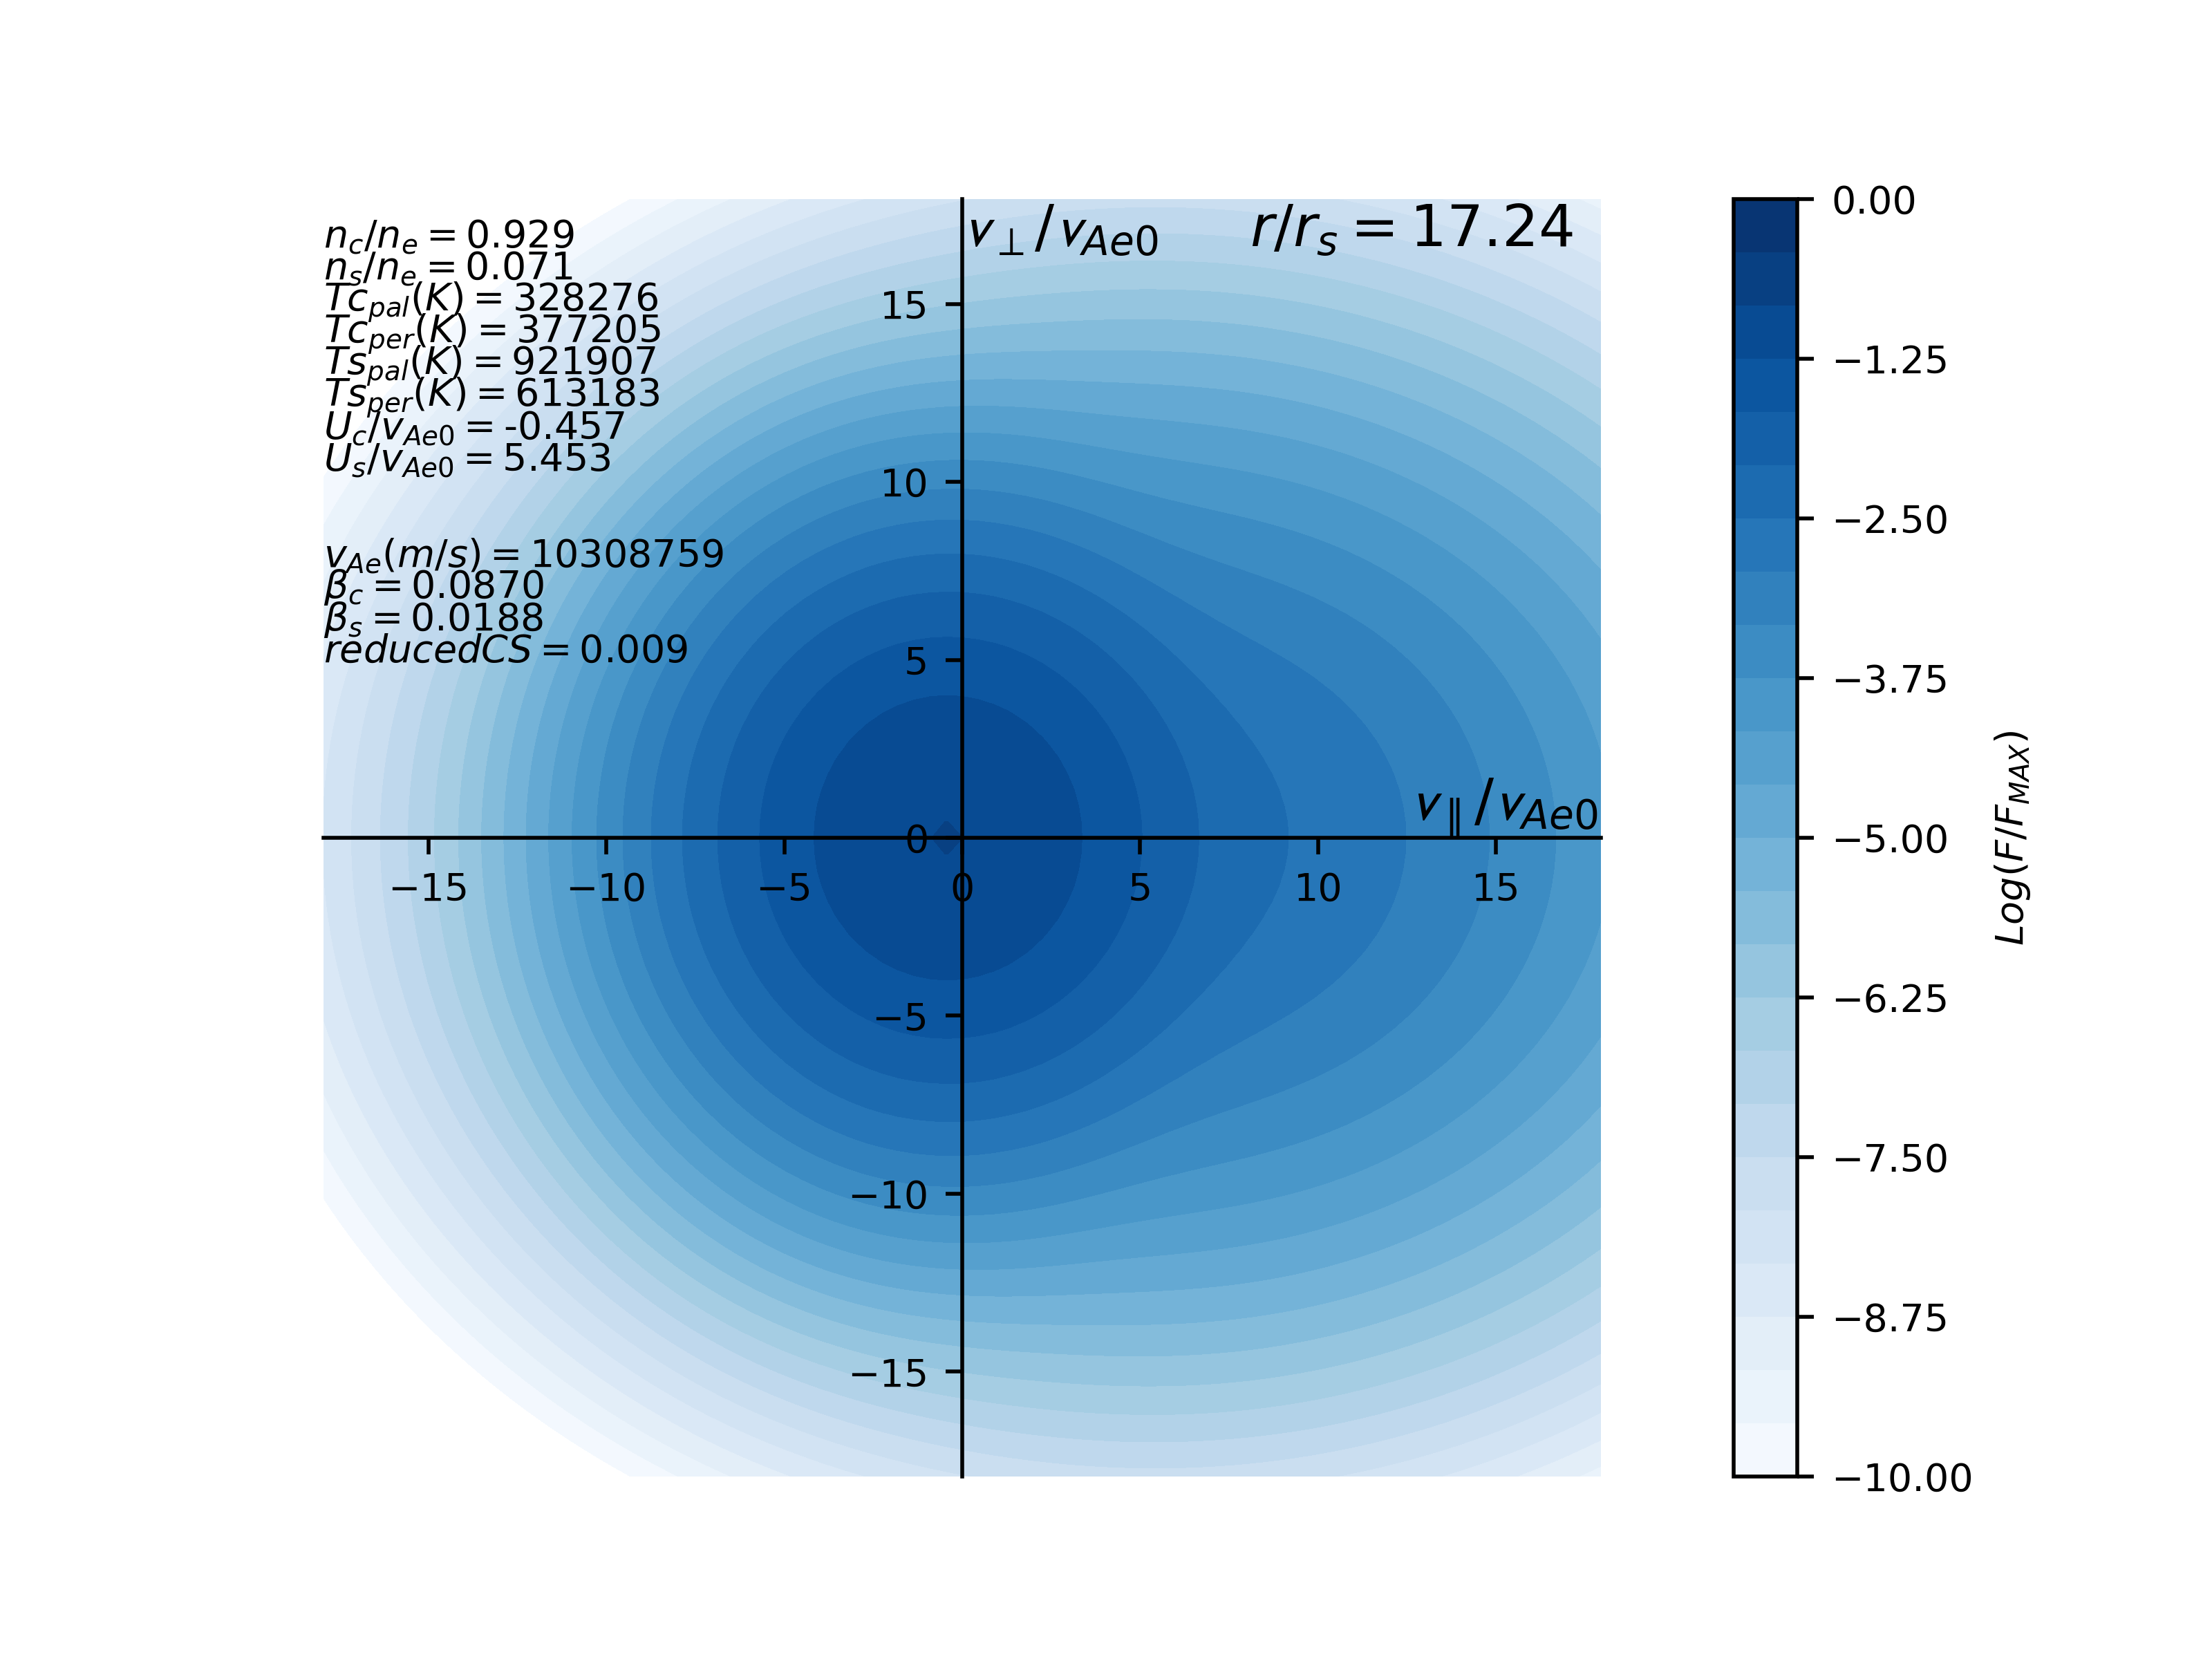 n_c/n_e = 0.929
n_s/n_e = 0.071
Tc_pal(K) = 328276
Tc_per(K) = 377205
Ts_pal(K) = 921907
Ts_per(K) = 613183
U_c/v_Ae0 = -0.457
U_s/v_Ae0 = 5.453
v_Ae(m/s) = 10308759
β_c = 0.0870
β_s = 0.0188
reducedCS = 0.009
v_⊥/v_Ae0
r/r_s = 17.24
15
10
5
0
−5
−10
−15
v_∥/v_Ae0
−15 −10 −5 0 5 10 15
0.00
−1.25
−2.50
−3.75
−5.00
−6.25
−7.50
−8.75
−10.00
Log(F/F_MAX)